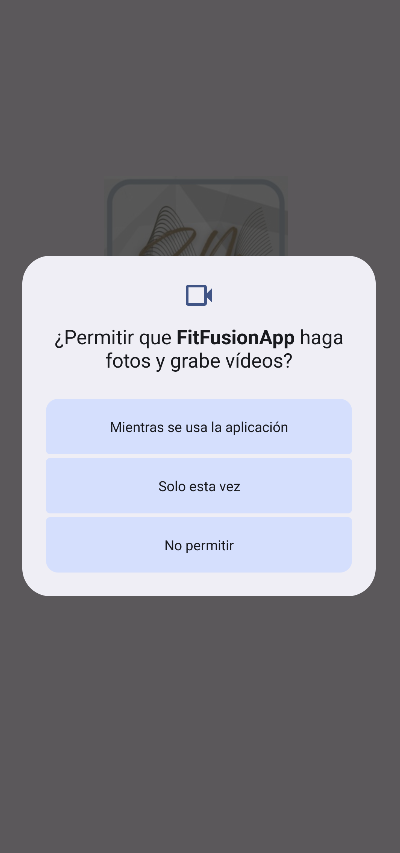 ¿Permitir que FitFusionApp haga
fotos y grabe vídeos?
Mientras se usa la aplicación
Solo esta vez
No permitir